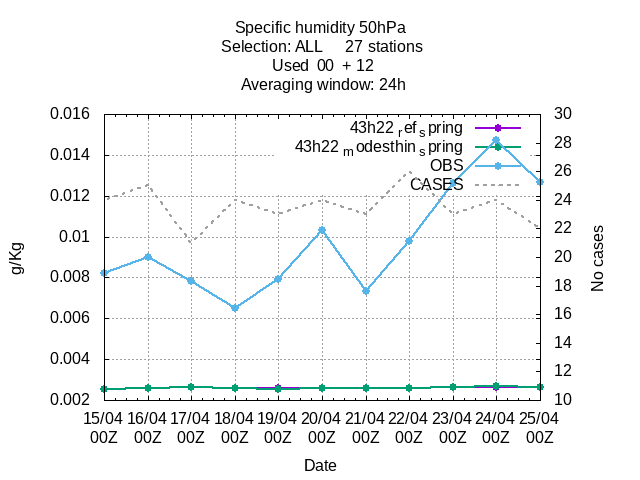 Specific humidity 50hPa
Selection: ALL 27 stations
Used 00 + 12
Averaging window: 24h
43h22 ref spring
43h22 modesthin spring
OBS
CASES
0.016
0.014
0.012
0.01
0.008
0.006
0.004
0.002
30
28
26
24
22
20
18
16
14
12
10
g/Kg
No cases
15/04 16/04 17/04 18/04 19/04 20/04 21/04 22/04 23/04 24/04 25/04
00Z 00Z 00Z 00Z 00Z 00Z 00Z 00Z 00Z 00Z 00Z
Date